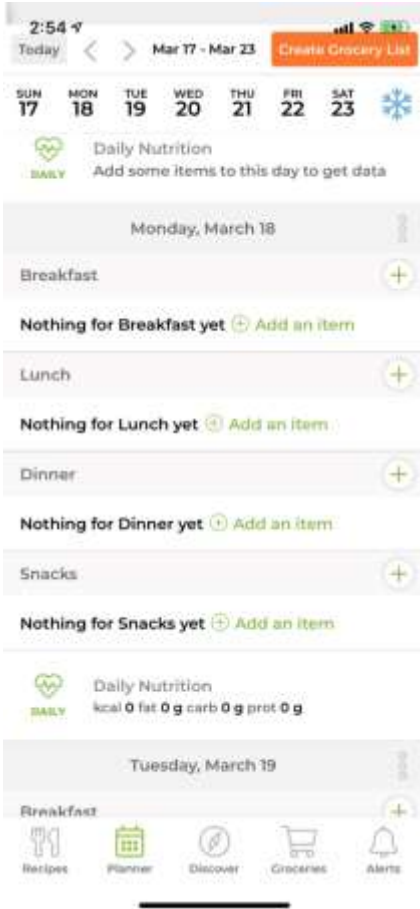 2:54
Today Mar 17 - Mar 23 Create Grocery List
SUN MON TUE WED THU FRI SAT
17 18 19 20 21 22 23
Daily Nutrition
DAILY Add some items to this day to get data
Monday, March 18
Breakfast
Nothing for Breakfast yet Add an item
Lunch
Nothing for Lunch yet Add an item
Dinner
Nothing for Dinner yet Add an item
Snacks
Nothing for Snacks yet Add an item
Daily Nutrition
DAILY kcal 0 fat 0 g carb 0 g prot 0 g
Tuesday, March 19
Breakfast
Recipes Planner Discover Groceries Alerts